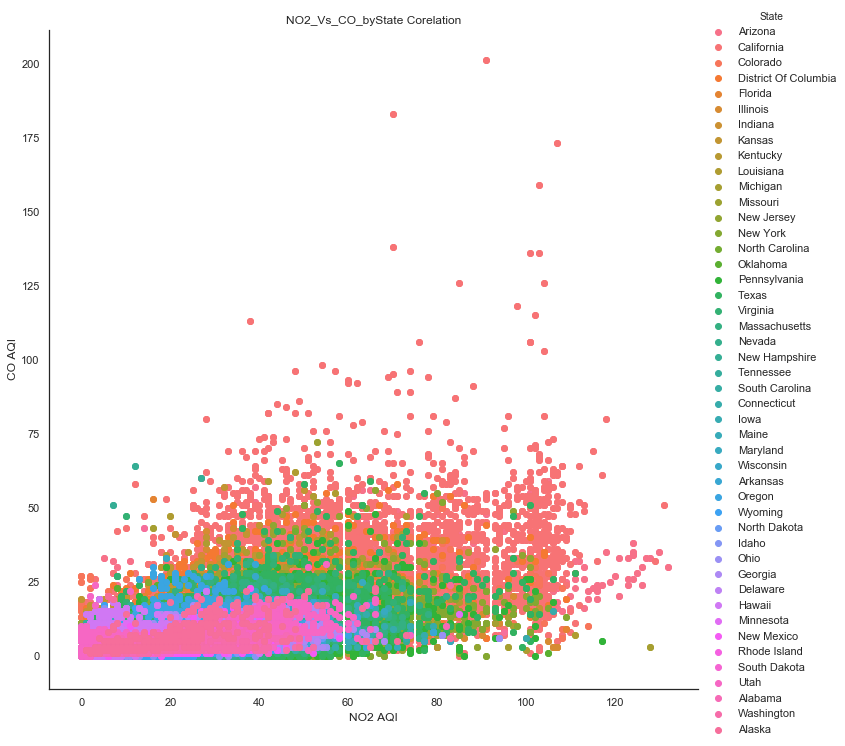 NO2_Vs_CO_byState Corelation
State
Arizona
California
Colorado
District Of Columbia
Florida
Illinois
Indiana
Kansas
Kentucky
Louisiana
Michigan
Missouri
New Jersey
New York
North Carolina
Oklahoma
Pennsylvania
Texas
Virginia
Massachusetts
Nevada
New Hampshire
Tennessee
South Carolina
Connecticut
Iowa
Maine
Maryland
Wisconsin
Arkansas
Oregon
Wyoming
North Dakota
Idaho
Ohio
Georgia
Delaware
Hawaii
Minnesota
New Mexico
Rhode Island
South Dakota
Utah
Alabama
Washington
Alaska
CO AQI
200
175
150
125
100
75
50
25
0
0 20 40 60 80 100 120
NO2 AQI